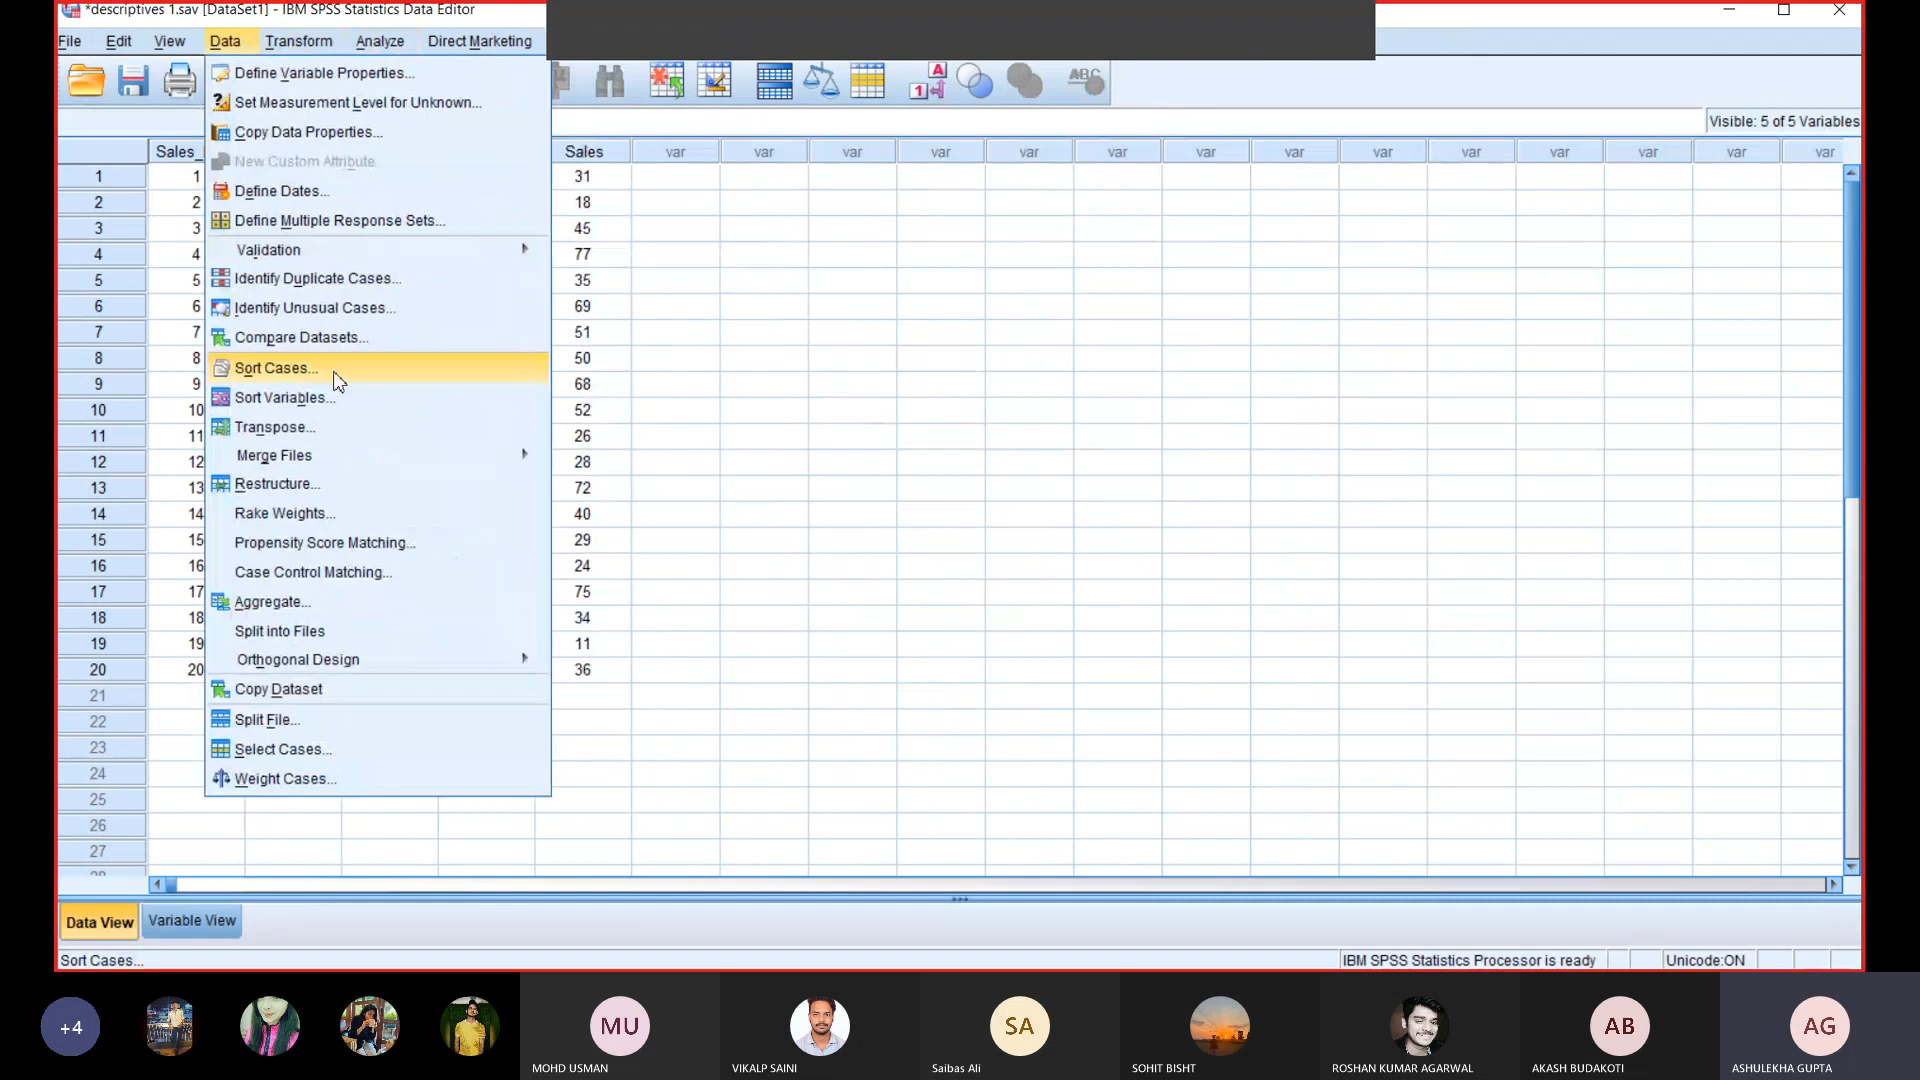 *descriptives 1.sav [DataSet1] - IBM SPSS Statistics Data Editor
File Edit View Data Transform Analyze Direct Marketing
Define Variable Properties...
Set Measurement Level for Unknown...
Copy Data Properties...
New Custom Attribute
Define Dates...
Define Multiple Response Sets...
Validation
Identify Duplicate Cases...
Identify Unusual Cases...
Compare Datasets...
Sort Cases...
Sort Variables...
Transpose...
Merge Files
Restructure...
Rake Weights...
Propensity Score Matching...
Case Control Matching...
Aggregate...
Split into Files
Orthogonal Design
Copy Dataset
Split File...
Select Cases...
Weight Cases...
A
1
ABC
Visible: 5 of 5 Variables
Sales_ Sales var var var var var var var var var var var var var var
1 1 31
2 2 18
3 3 45
4 4 77
5 5 35
6 6 69
7 7 51
8 8 50
9 9 68
10 10 52
11 11 26
12 12 28
13 13 72
14 14 40
15 15 29
16 16 24
17 17 75
18 18 34
19 19 11
20 20 36
21
22
23
24
25
26
27
Data View Variable View
Sort Cases... IBM SPSS Statistics Processor is ready Unicode:ON
+4 MU SA AB AG
MOHD USMAN VIKALP SAINI Saibas Ali SOHIT BISHT ROSHAN KUMAR AGARWAL AKASH BUDAKOTI ASHULEKHA GUPTA